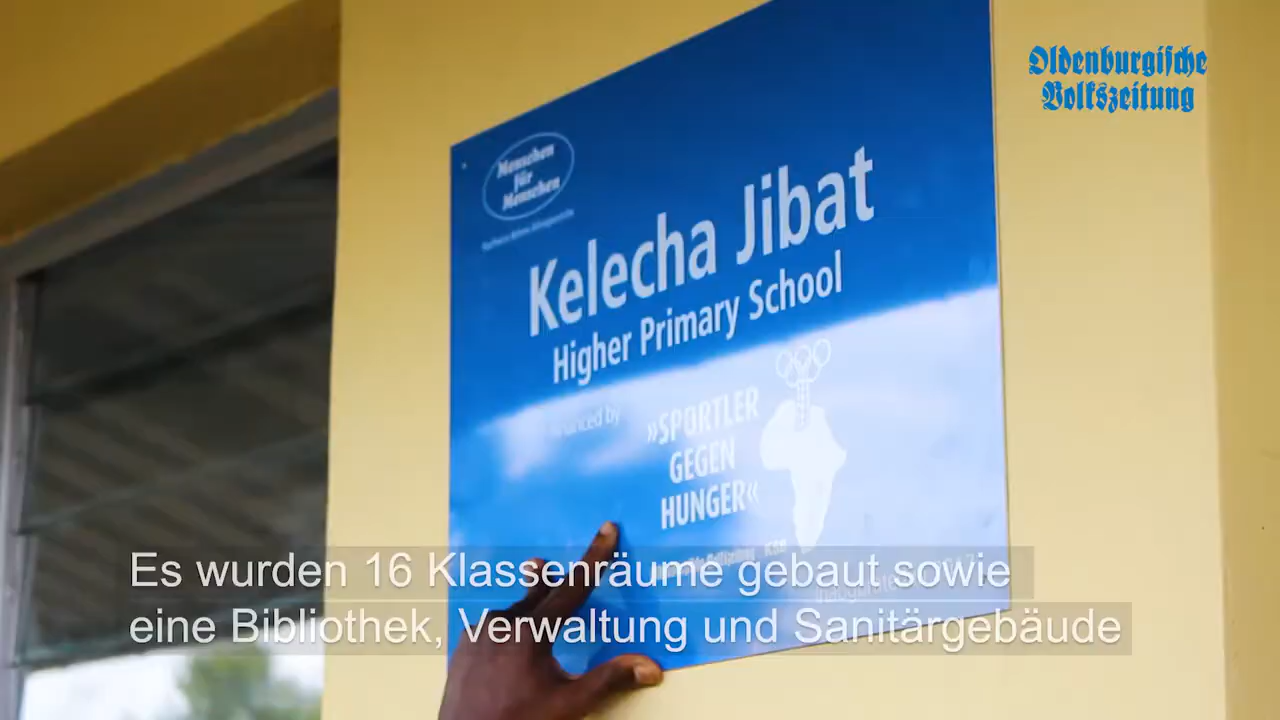 Oldenburgische
Volkszeitung
Menschen
für
Menschen
Kelecha Jibat
Higher Primary School
by
»SPORTLER
GEGEN
HUNGER«
Es wurden 16 Klassenräume gebaut sowie
eine Bibliothek, Verwaltung und Sanitärgebäude